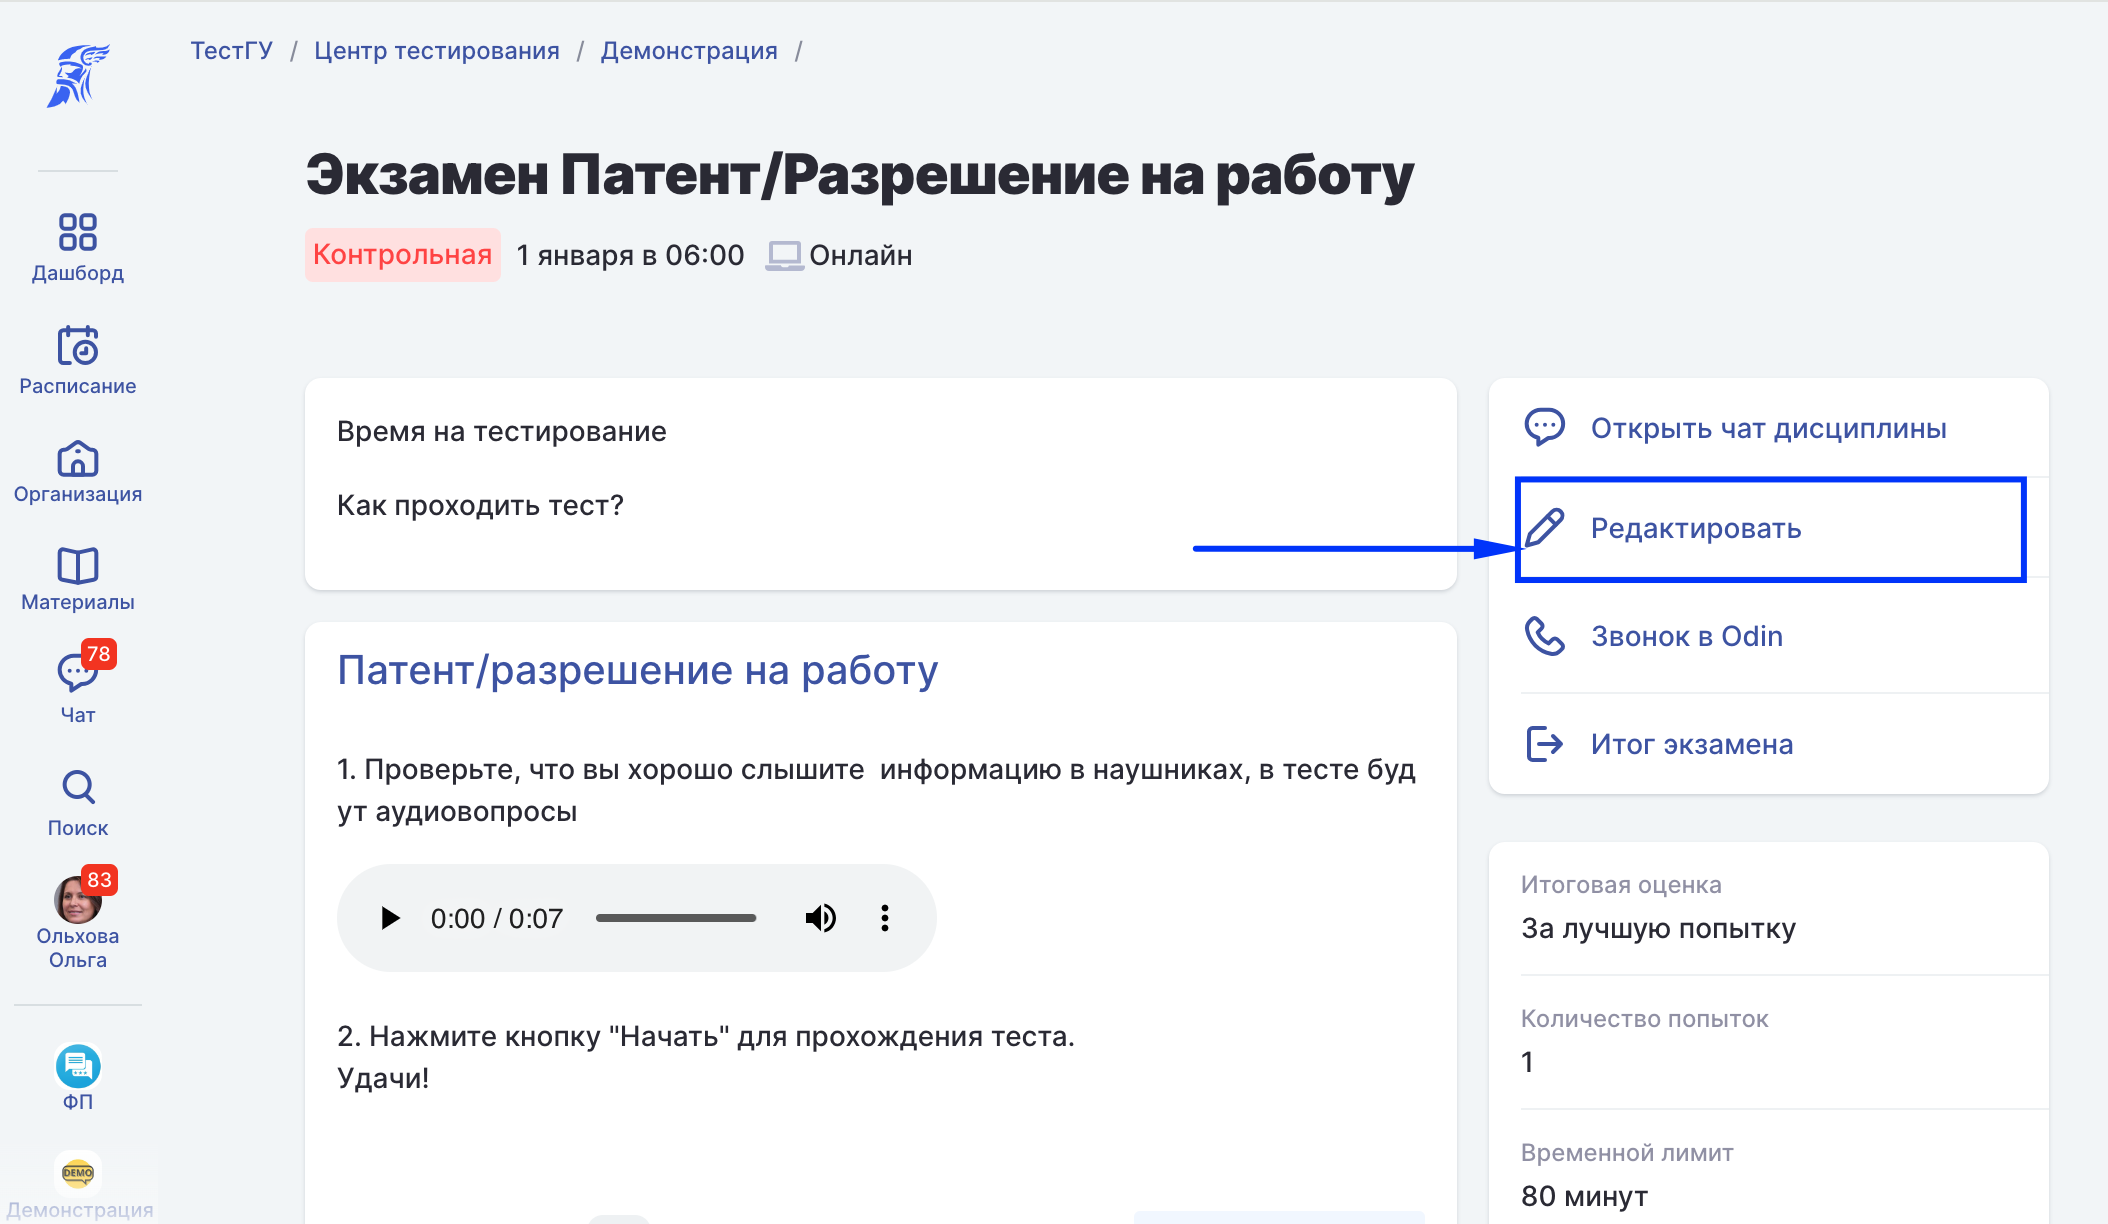 ТестГУ / Центр тестирования / Демонстрация /
Экзамен Патент/Разрешение на работу
Контрольная 1 января в 06:00 Онлайн
Дашборд
Расписание
Организация
Материалы
78
Чат
Поиск
83
Ольхова
Ольга
ФП
DEMO
Демонстрация
Время на тестирование
Как проходить тест?
Патент/разрешение на работу
1. Проверьте, что вы хорошо слышите  информацию в наушниках, в тесте буд
ут аудиовопросы
0:00 / 0:07
2. Нажмите кнопку "Начать" для прохождения теста.
Удачи!
Открыть чат дисциплины
Редактировать
Звонок в Odin
Итог экзамена
Итоговая оценка
За лучшую попытку
Количество попыток
1
Временной лимит
80 минут